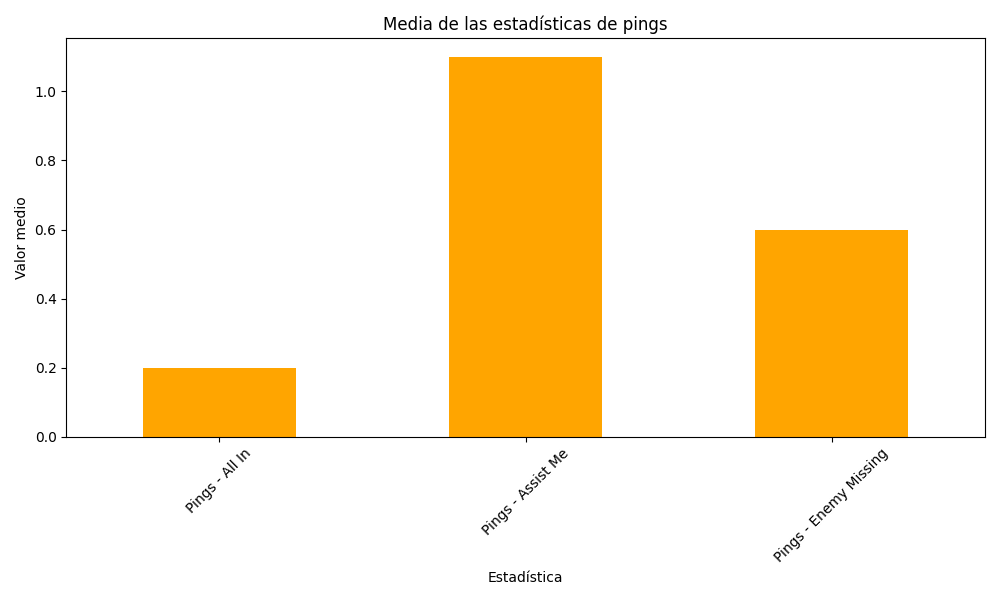 Media de las estadísticas de pings
Valor medio
1.0
0.8
0.6
0.4
0.2
0.0
Pings - All In
Pings - Assist Me
Pings - Enemy Missing
Estadística